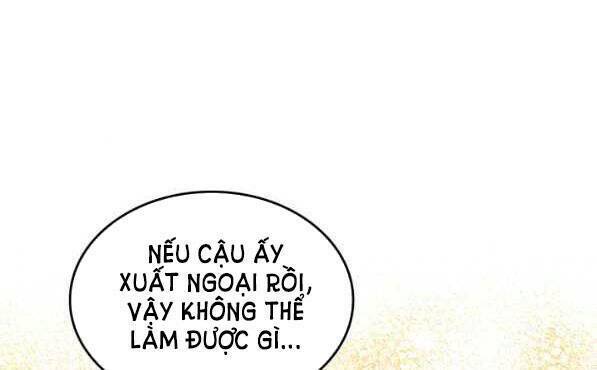 NẾU CẬU ẤY
XUẤT NGOẠI RỒI,
VẬY KHÔNG THỂ
LÀM ĐƯỢC GÌ...